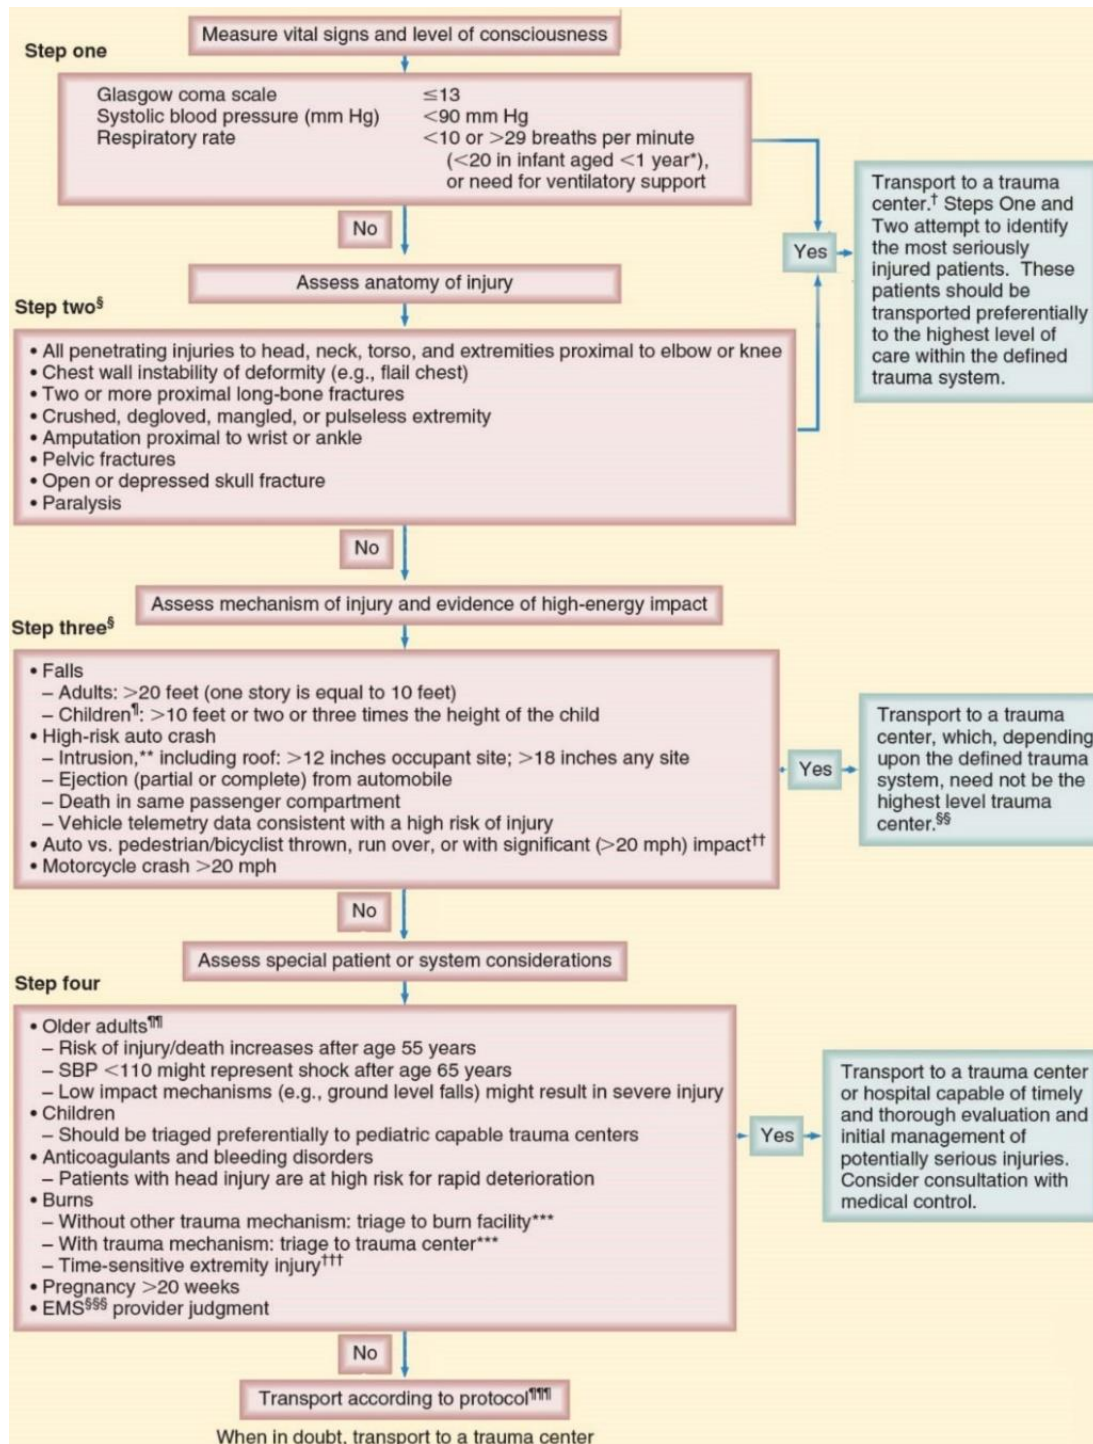 Measure vital signs and level of consciousness
Step one
Glasgow coma scale ≤13
Systolic blood pressure (mm Hg) <90 mm Hg
Respiratory rate <10 or >29 breaths per minute
(<20 in infant aged <1 year*),
or need for ventilatory support
Transport to a trauma
center.† Steps One and
Two attempt to identify
the most seriously
injured patients. These
patients should be
transported preferentially
to the highest level of
care within the defined
trauma system.
Yes
No
Assess anatomy of injury
Step two§
• All penetrating injuries to head, neck, torso, and extremities proximal to elbow or knee
• Chest wall instability of deformity (e.g., flail chest)
• Two or more proximal long-bone fractures
• Crushed, degloved, mangled, or pulseless extremity
• Amputation proximal to wrist or ankle
• Pelvic fractures
• Open or depressed skull fracture
• Paralysis
No
Assess mechanism of injury and evidence of high-energy impact
Step three§
• Falls
– Adults: >20 feet (one story is equal to 10 feet)
– Children¶: >10 feet or two or three times the height of the child
• High-risk auto crash
– Intrusion,** including roof: >12 inches occupant site; >18 inches any site
– Ejection (partial or complete) from automobile
– Death in same passenger compartment
– Vehicle telemetry data consistent with a high risk of injury
• Auto vs. pedestrian/bicyclist thrown, run over, or with significant (>20 mph) impact††
• Motorcycle crash >20 mph
Yes
Transport to a trauma
center, which, depending
upon the defined trauma
system, need not be the
highest level trauma
center.§§
No
Assess special patient or system considerations
Step four
• Older adults¶¶
– Risk of injury/death increases after age 55 years
– SBP <110 might represent shock after age 65 years
– Low impact mechanisms (e.g., ground level falls) might result in severe injury
• Children
– Should be triaged preferentially to pediatric capable trauma centers
• Anticoagulants and bleeding disorders
– Patients with head injury are at high risk for rapid deterioration
• Burns
– Without other trauma mechanism: triage to burn facility***
– With trauma mechanism: triage to trauma center***
– Time-sensitive extremity injury†††
• Pregnancy >20 weeks
• EMS§§§ provider judgment
Yes
Transport to a trauma center
or hospital capable of timely
and thorough evaluation and
initial management of
potentially serious injuries.
Consider consultation with
medical control.
No
Transport according to protocol¶¶¶
When in doubt, transport to a trauma center